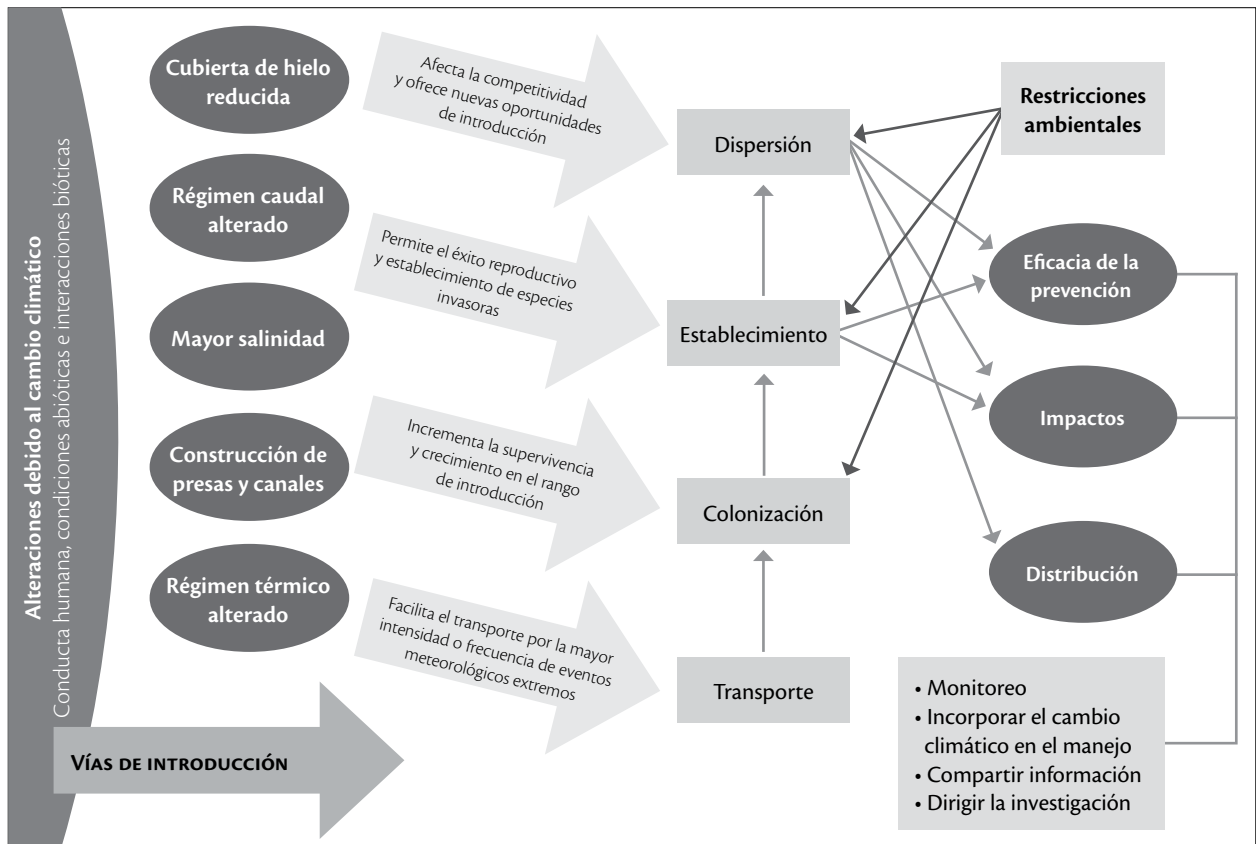 Alteraciones debido al cambio climático
Conducta humana, condiciones abióticas e interacciones bióticas
Cubierta de hielo
reducida
Régimen caudal
alterado
Mayor salinidad
Construcción de
presas y canales
Régimen térmico
alterado
VÍAS DE INTRODUCCIÓN
Afecta la competitividad
y ofrece nuevas oportunidades
de introducción
Permite el éxito reproductivo
y establecimiento de especies
invasoras
Incrementa la supervivencia
y crecimiento en el rango
de introducción
Facilita el transporte por la mayor
intensidad o frecuencia de eventos
meteorológicos extremos
Dispersión
Establecimiento
Colonización
Transporte
Restricciones
ambientales
Eficacia de la
prevención
Impactos
Distribución
• Monitoreo
• Incorporar el cambio
climático en el manejo
• Compartir información
• Dirigir la investigación